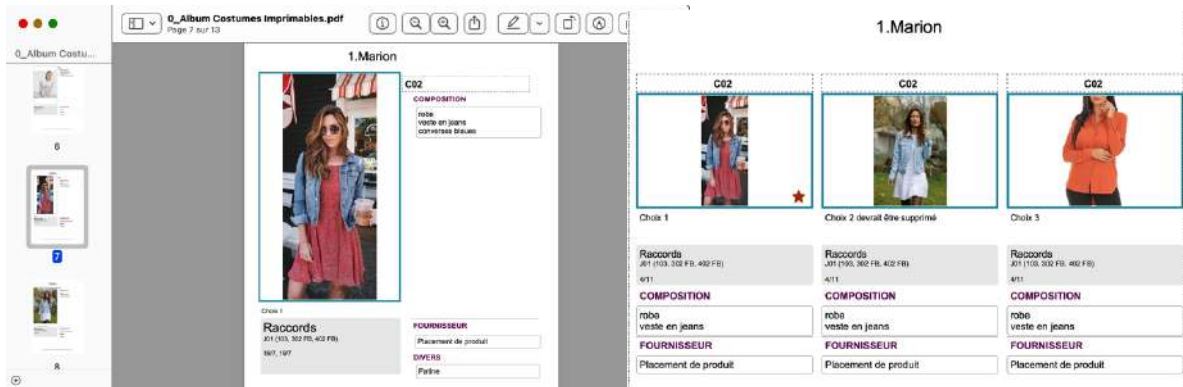 0_Album Costumes Imprimables.pdf
Page 7 sur 13
0_Album Costu...
6
7
8
1.Marion
C02
COMPOSITION
robe
veste en jeans
converses bleues
Choix 1
Raccords
J01 (103, 302 FB, 402 FB)
19/7, 19/7
FOURNISSEUR
Placement de produit
DIVERS
Patine
1.Marion
C02
C02
C02
Choix 1
Choix 2 devrait être supprimé
Choix 3
Raccords
J01 (103, 302 FB, 402 FB)
4/11
Raccords
J01 (103, 302 FB, 402 FB)
4/11
Raccords
J01 (103, 302 FB, 402 FB)
4/11
COMPOSITION
COMPOSITION
COMPOSITION
robe
veste en jeans
robe
veste en jeans
robe
veste en jeans
FOURNISSEUR
FOURNISSEUR
FOURNISSEUR
Placement de produit
Placement de produit
Placement de produit